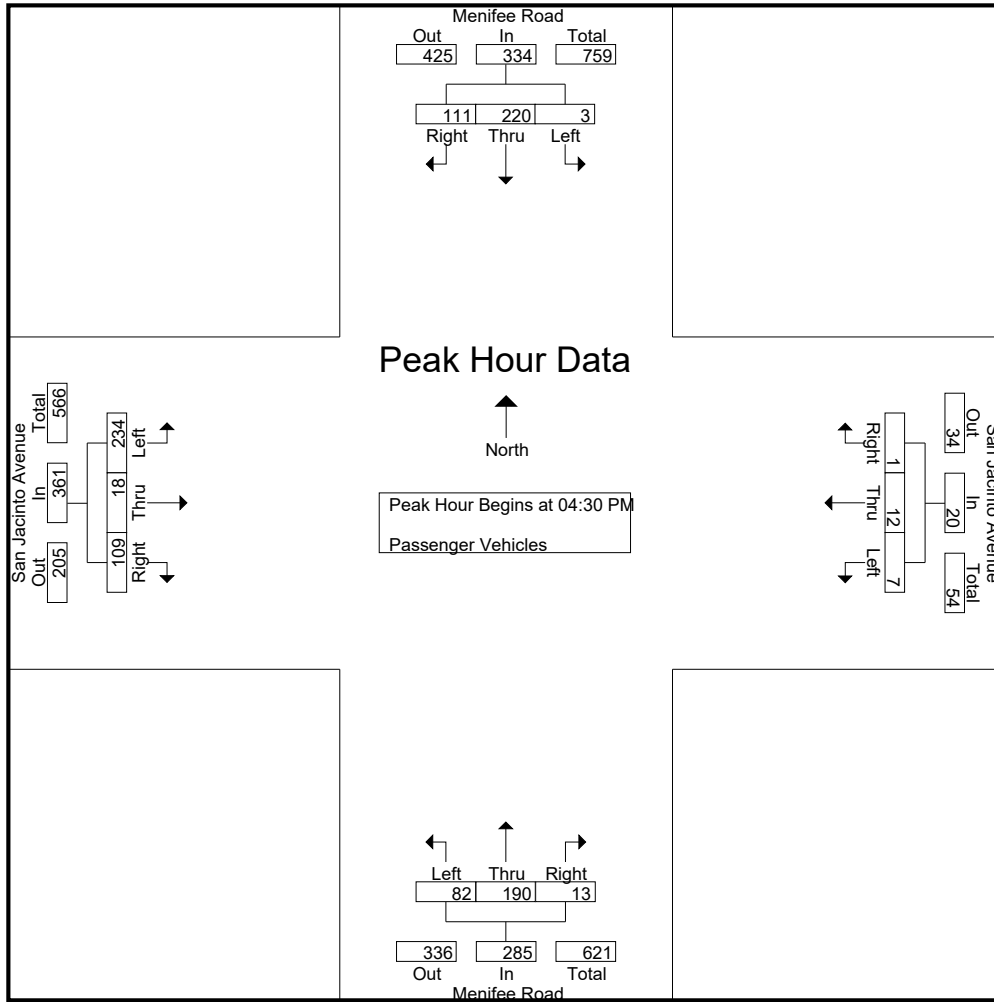 Menifee Road
Out In Total
425 334 759
111 220 3
Right Thru Left
Peak Hour Data
North
Peak Hour Begins at 04:30 PM
Passenger Vehicles
San Jacinto Avenue
Out In Total
205 361 566
234 18 109
Left Thru Right
San Jacinto Avenue
Out In Total
34 20 54
1 12 7
Right Thru Left
Left Thru Right
82 190 13
336 285 621
Out In Total
Menifee Road